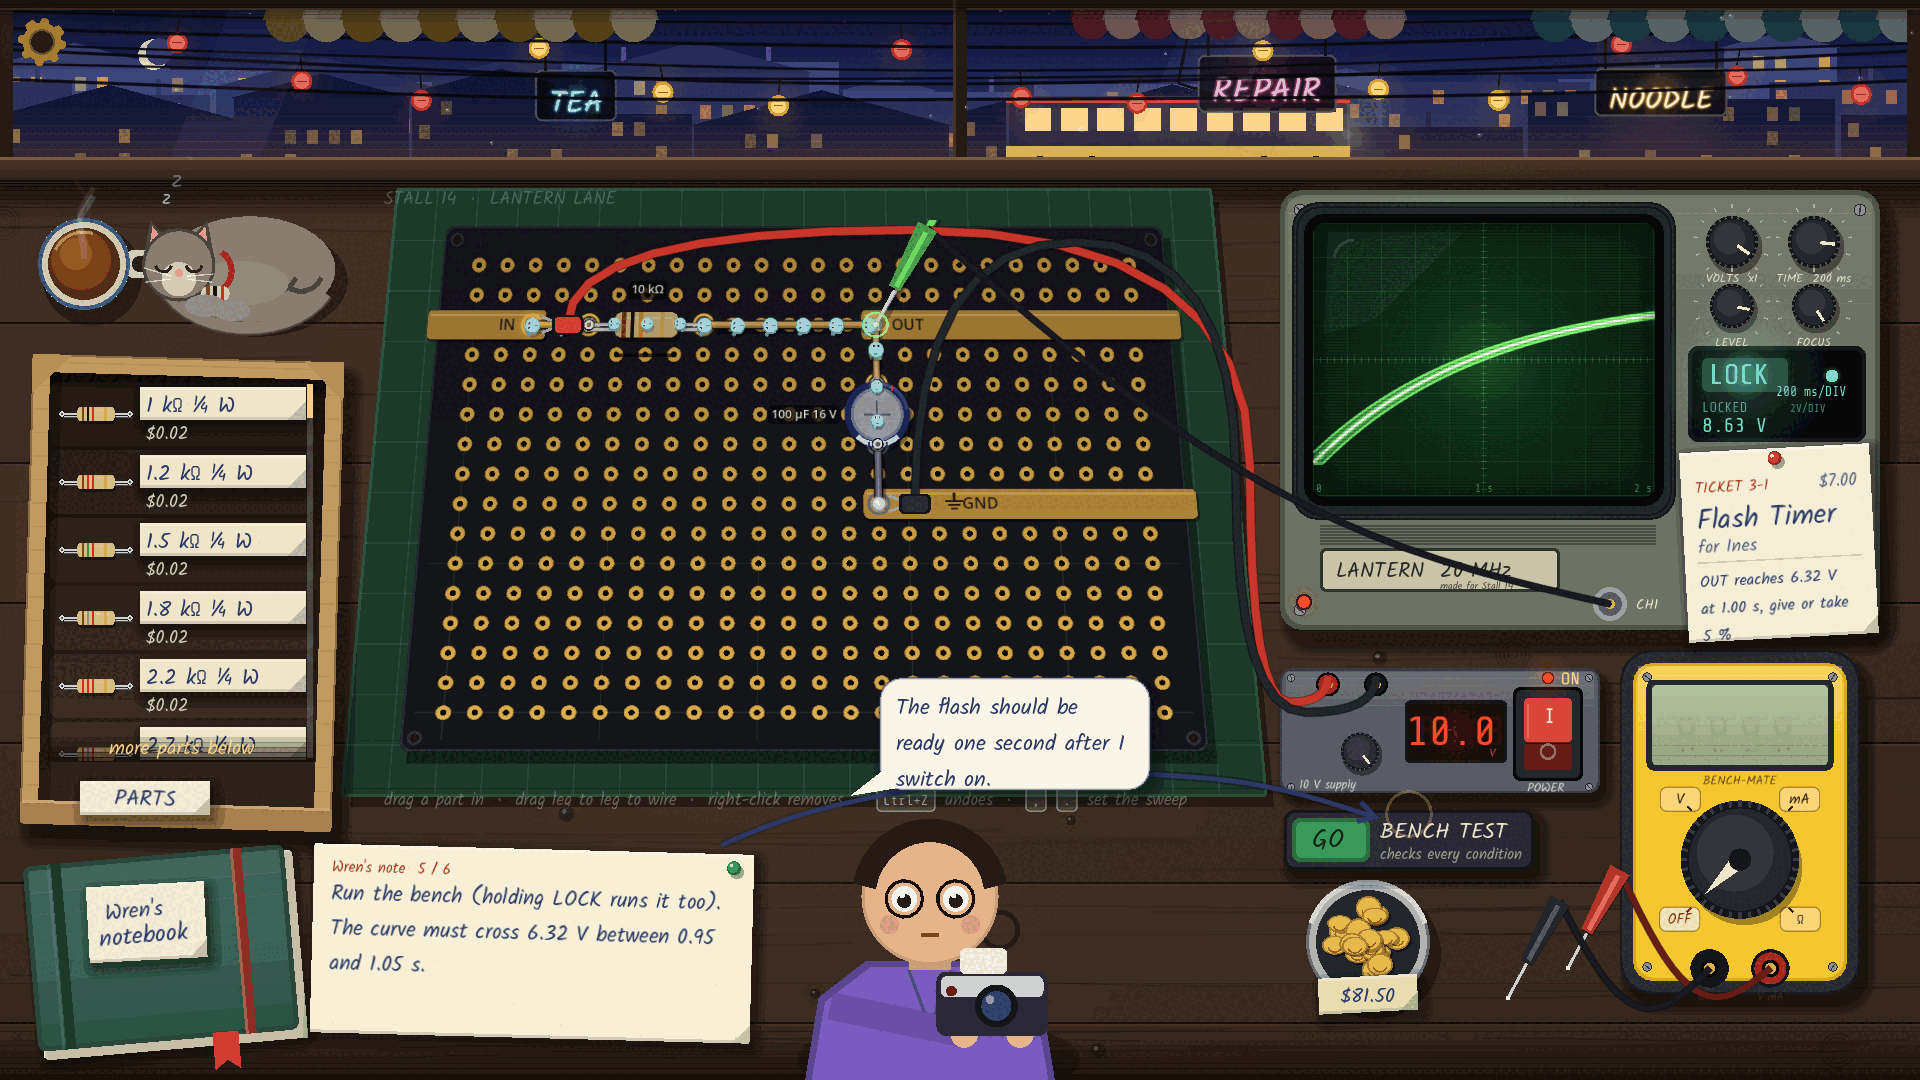 TEA
REPAIR
NOODLE
z
z
STALL 14 · LANTERN LANE
10 kΩ
IN
OUT
100 µF 16 V
GND
1 kΩ ¼ W
$0.02
1.2 kΩ ¼ W
$0.02
1.5 kΩ ¼ W
$0.02
1.8 kΩ ¼ W
$0.02
2.2 kΩ ¼ W
$0.02
more parts below
PARTS
VOLTS x1
TIME 200 ms
LEVEL
FOCUS
LOCK
200 ms/DIV
LOCKED
2V/DIV
8.63 V
0
1 s
2 s
LANTERN 20 MHz
made for Stall 14
CH1
TICKET 3-1
$7.00
Flash Timer
for Ines
OUT reaches 6.32 V
at 1.00 s, give or take
5 %
ON
10.0
V
I
10 V supply
POWER
BENCH-MATE
V
mA
OFF
Ω
The flash should be
ready one second after I
switch on.
drag a part in · drag leg to leg to wire · right-click removes · Ctrl+Z undoes · , . set the sweep
GO
BENCH TEST
checks every condition
$81.50
Wren's
notebook
Wren's note 5 / 6
Run the bench (holding LOCK runs it too).
The curve must cross 6.32 V between 0.95
and 1.05 s.